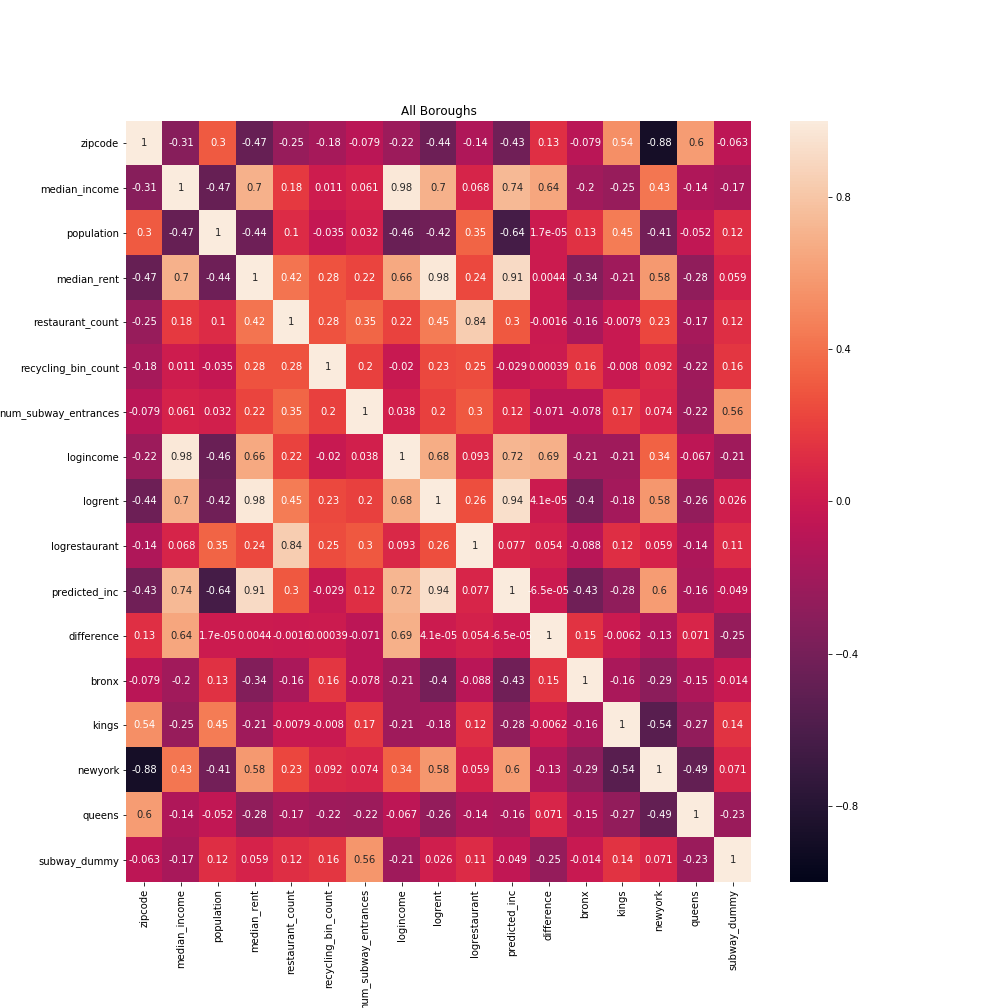 All Boroughs
zipcode 1 -0.31 0.3 -0.47 -0.25 -0.18 -0.079 -0.22 -0.44 -0.14 -0.43 0.13 -0.079 0.54 -0.88 0.6 -0.063
median_income -0.31 1 -0.47 0.7 0.18 0.011 0.061 0.98 0.7 0.068 0.74 0.64 -0.2 -0.25 0.43 -0.14 -0.17
population 0.3 -0.47 1 -0.44 0.1 -0.035 0.032 -0.46 -0.42 0.35 -0.64 1.7e-05 0.13 0.45 -0.41 -0.052 0.12
median_rent -0.47 0.7 -0.44 1 0.42 0.28 0.22 0.66 0.98 0.24 0.91 0.0044 -0.34 -0.21 0.58 -0.28 0.059
restaurant_count -0.25 0.18 0.1 0.42 1 0.28 0.35 0.22 0.45 0.84 0.3 -0.0016 -0.16 -0.0079 0.23 -0.17 0.12
recycling_bin_count -0.18 0.011 -0.035 0.28 0.28 1 0.2 -0.02 0.23 0.25 -0.029 0.00039 0.16 -0.008 0.092 -0.22 0.16
num_subway_entrances -0.079 0.061 0.032 0.22 0.35 0.2 1 0.038 0.2 0.3 0.12 -0.071 -0.078 0.17 0.074 -0.22 0.56
logincome -0.22 0.98 -0.46 0.66 0.22 -0.02 0.038 1 0.68 0.093 0.72 0.69 -0.21 -0.21 0.34 -0.067 -0.21
logrent -0.44 0.7 -0.42 0.98 0.45 0.23 0.2 0.68 1 0.26 0.94 4.1e-05 -0.4 -0.18 0.58 -0.26 0.026
logrestaurant -0.14 0.068 0.35 0.24 0.84 0.25 0.3 0.093 0.26 1 0.077 0.054 -0.088 0.12 0.059 -0.14 0.11
predicted_inc -0.43 0.74 -0.64 0.91 0.3 -0.029 0.12 0.72 0.94 0.077 1 -6.5e-05 -0.43 -0.28 0.6 -0.16 -0.049
difference 0.13 0.64 1.7e-05 0.0044 -0.0016 0.00039 -0.071 0.69 4.1e-05 0.054 -6.5e-05 1 0.15 -0.0062 -0.13 0.071 -0.25
bronx -0.079 -0.2 0.13 -0.34 -0.16 0.16 -0.078 -0.21 -0.4 -0.088 -0.43 0.15 1 -0.16 -0.29 -0.15 -0.014
kings 0.54 -0.25 0.45 -0.21 -0.0079 -0.008 0.17 -0.21 -0.18 0.12 -0.28 -0.0062 -0.16 1 -0.54 -0.27 0.14
newyork -0.88 0.43 -0.41 0.58 0.23 0.092 0.074 0.34 0.58 0.059 0.6 -0.13 -0.29 -0.54 1 -0.49 0.071
queens 0.6 -0.14 -0.052 -0.28 -0.17 -0.22 -0.22 -0.067 -0.26 -0.14 -0.16 0.071 -0.15 -0.27 -0.49 1 -0.23
subway_dummy -0.063 -0.17 0.12 0.059 0.12 0.16 0.56 -0.21 0.026 0.11 -0.049 -0.25 -0.014 0.14 0.071 -0.23 1
zipcode
median_income
population
median_rent
restaurant_count
recycling_bin_count
num_subway_entrances
logincome
logrent
logrestaurant
predicted_inc
difference
bronx
kings
newyork
queens
subway_dummy
0.8
0.4
0.0
−0.4
−0.8